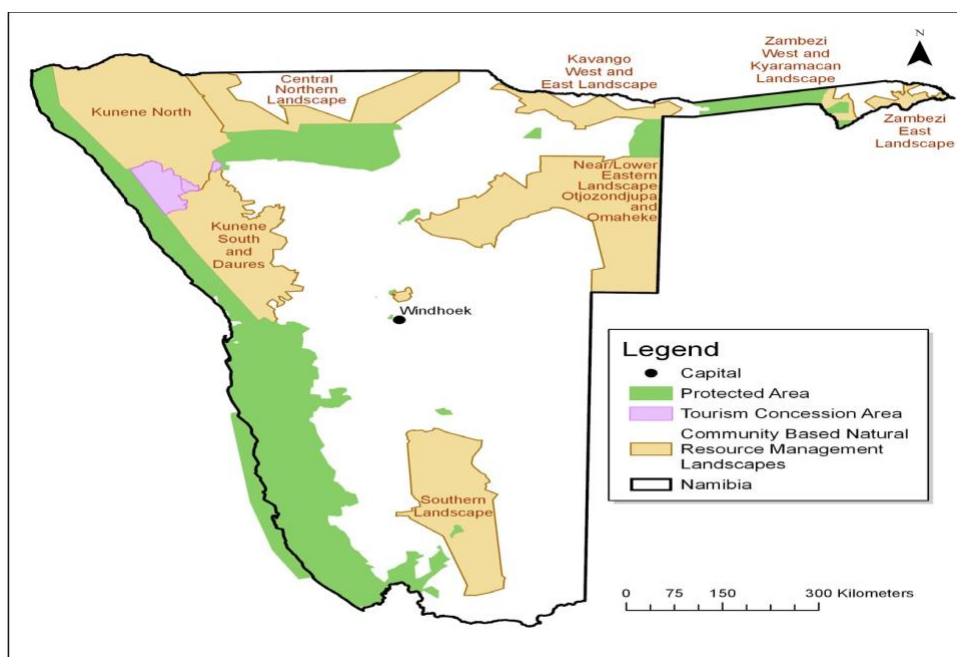 N
Zambezi
West and
Kyaramacan
Landscape
Kavango
West and
East Landscape
Central
Northern
Landscape
Kunene North
Zambezi
East
Landscape
Near/Lower
Eastern
Landscape
Otjozondjupa
and
Omaheke
Kunene
South
and
Daures
Windhoek
Southern
Landscape
Legend
Capital
Protected Area
Tourism Concession Area
Community Based Natural
Resource Management
Landscapes
Namibia
0 75 150 300 Kilometers